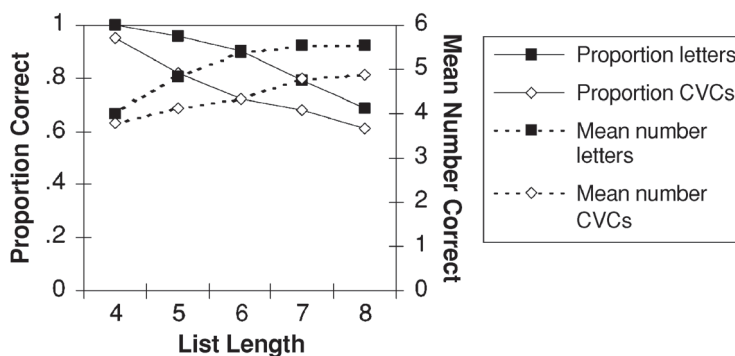 1
.8
.6
.4
.2
0
Proportion Correct
4 5 6 7 8
List Length
6
5
4
3
2
1
0
Mean Number Correct
Proportion letters
Proportion CVCs
Mean number
letters
Mean number
CVCs